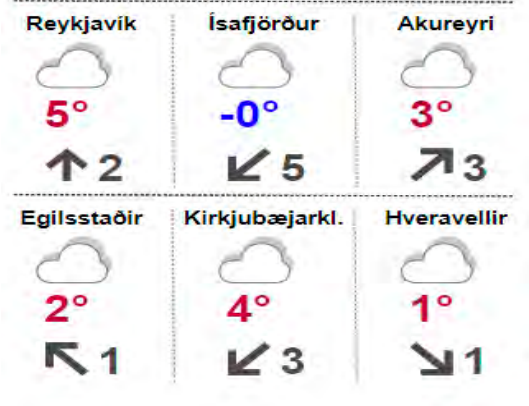 Reykjavík Ísafjörður Akureyri
5° -0° 3°
2 5 3
Egilsstaðir Kirkjubæjarkl. Hveravellir
2° 4° 1°
1 3 1